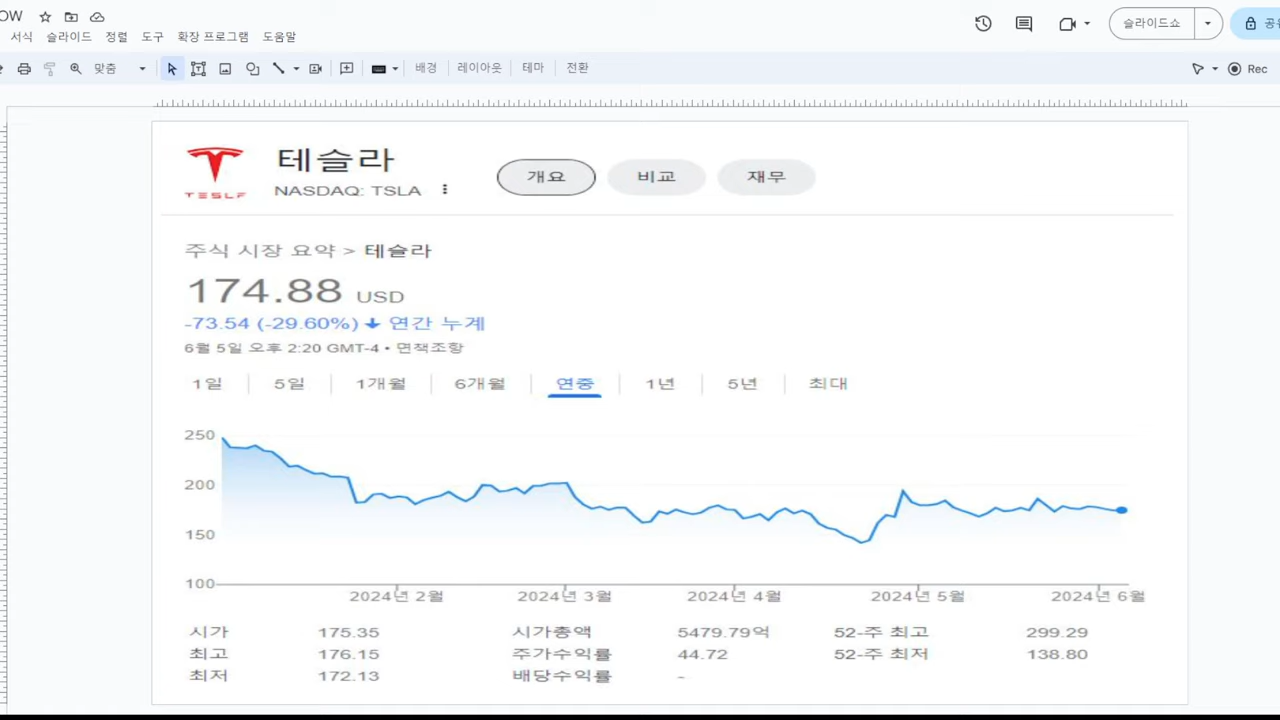 OW
서식 슬라이드 정렬 도구 확장 프로그램 도움말
슬라이드쇼
맞춤 배경 레이아웃 테마 전환 Rec
TESLA
테슬라
NASDAQ: TSLA
개요 비교 재무
주식 시장 요약 > 테슬라
174.88 USD
-73.54 (-29.60%) ↓ 연간 누계
6월 5일 오후 2:20 GMT-4 • 면책조항
1일 5일 1개월 6개월 연중 1년 5년 최대
250
200
150
100
2024년 2월 2024년 3월 2024년 4월 2024년 5월 2024년 6월
시가 175.35 시가총액 5479.79억 52-주 최고 299.29
최고 176.15 주가수익률 44.72 52-주 최저 138.80
최저 172.13 배당수익률 -